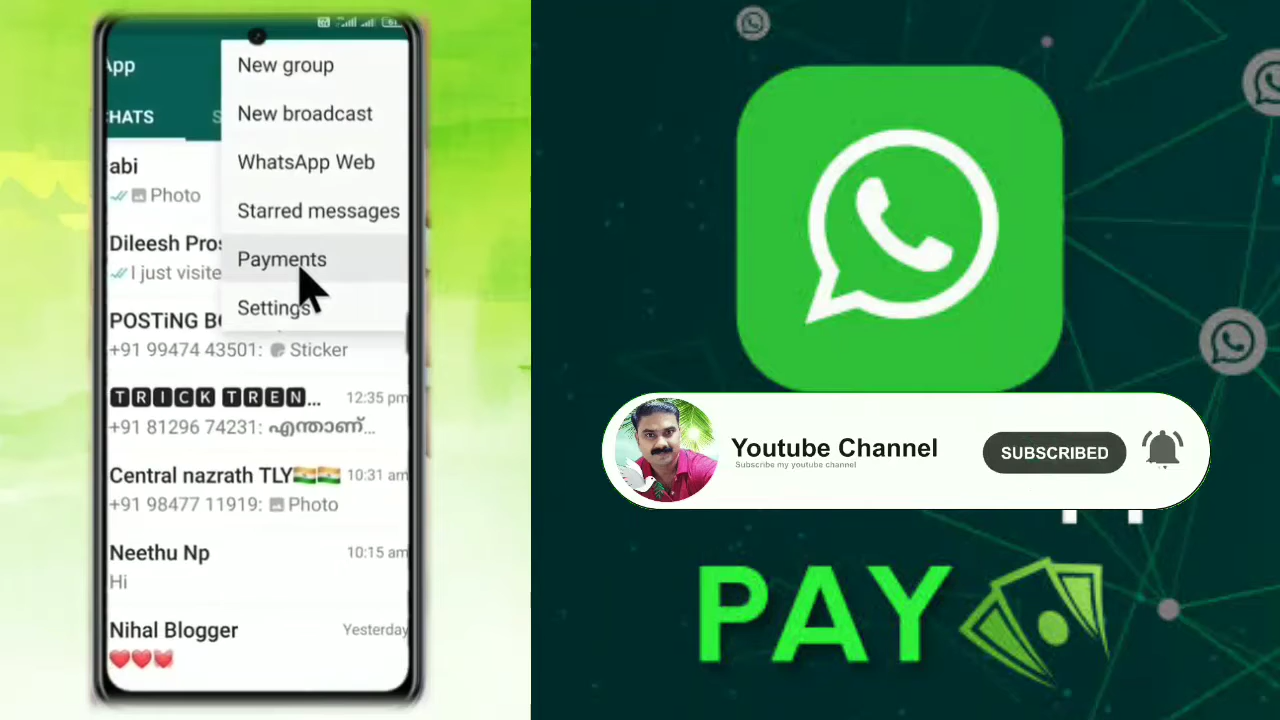 App
New group
CHATS
New broadcast
abi
WhatsApp Web
Photo
Starred messages
Dileesh Pros
Payments
I just visite
Settings
POSTiNG B
+91 99474 43501: Sticker
TRICK TREN... 12:35 pm
+91 81296 74231: എന്താണ്...
Central nazrath TLY🇮🇳🇮🇳 10:31 am
+91 98477 11919: Photo
Neethu Np 10:15 am
Hi
Nihal Blogger Yesterday
❤️❤️💓
Youtube Channel
Subscribe my youtube channel
SUBSCRIBED
PAY